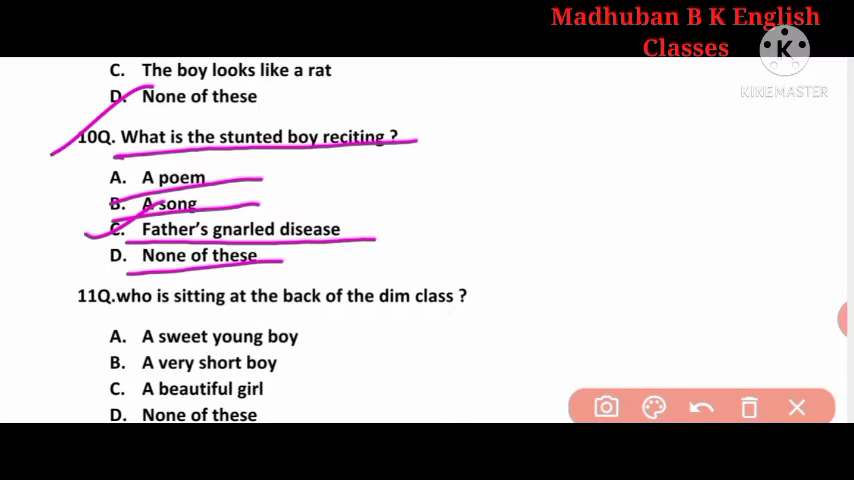 Madhuban B K English
Classes
K
KINEMASTER
C. The boy looks like a rat
D. None of these
10Q. What is the stunted boy reciting ?
A. A poem
B. A song
C. Father's gnarled disease
D. None of these
11Q.who is sitting at the back of the dim class ?
A. A sweet young boy
B. A very short boy
C. A beautiful girl
D. None of these